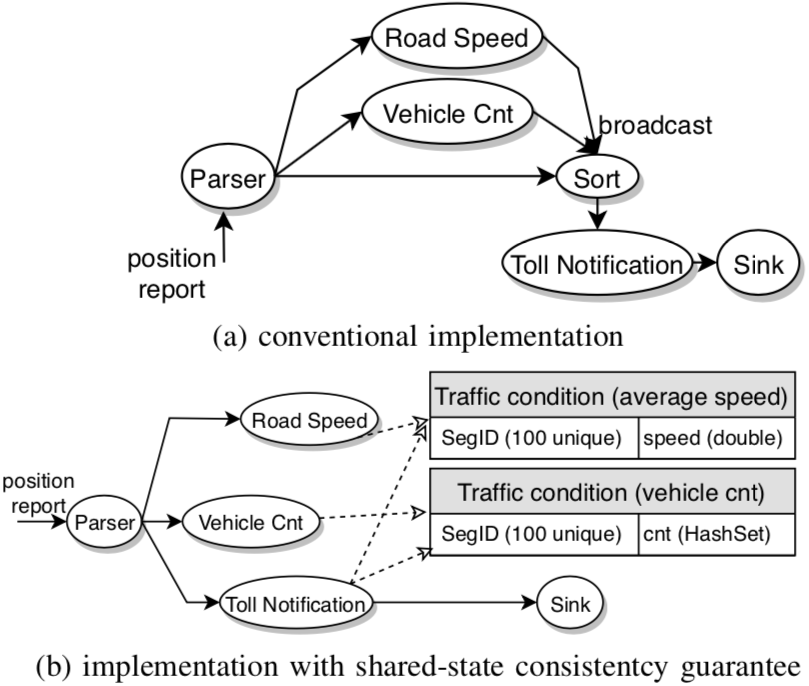 Road Speed
Vehicle Cnt
broadcast
Parser
Sort
position
report
Toll Notification
Sink
(a) conventional implementation
Traffic condition (average speed)
Road Speed
SegID (100 unique)
speed (double)
position
report
Traffic condition (vehicle cnt)
Parser
Vehicle Cnt
SegID (100 unique)
cnt (HashSet)
Toll Notification
Sink
(b) implementation with shared-state consistentcy guarantee